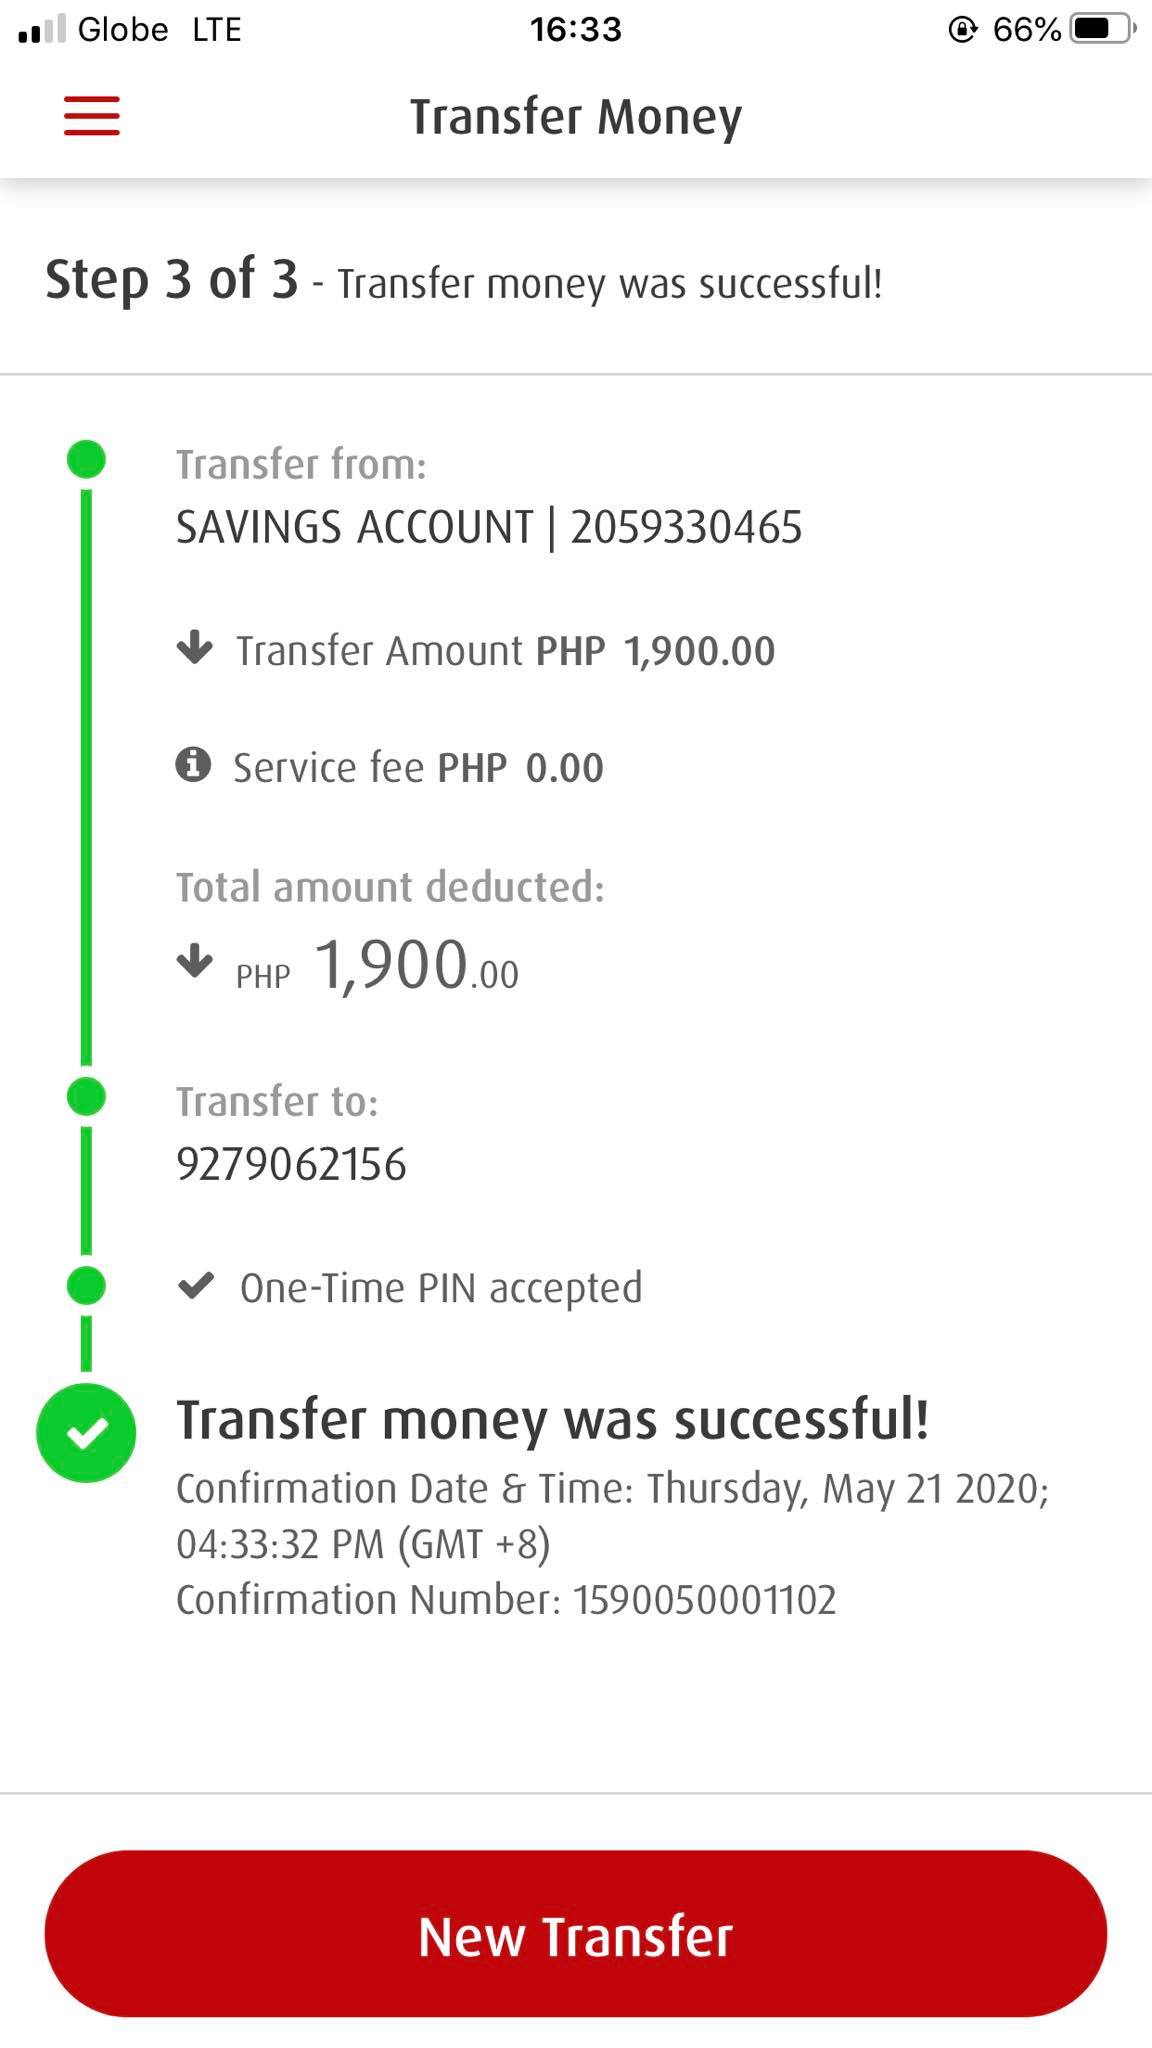 Globe LTE 16:33 66%
Transfer Money
Step 3 of 3 - Transfer money was successful!
Transfer from:
SAVINGS ACCOUNT | 2059330465
Transfer Amount PHP 1,900.00
Service fee PHP 0.00
Total amount deducted:
PHP 1,900.00
Transfer to:
9279062156
One-Time PIN accepted
Transfer money was successful!
Confirmation Date & Time: Thursday, May 21 2020;
04:33:32 PM (GMT +8)
Confirmation Number: 1590050001102
New Transfer